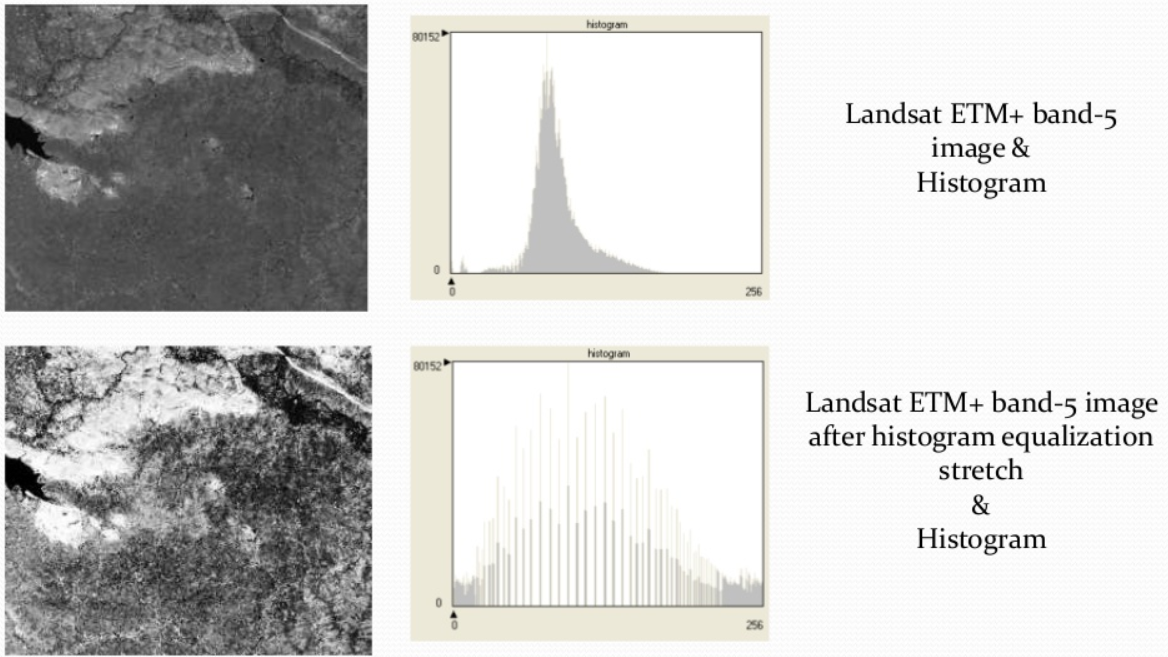 histogram
80152
0
0
256
Landsat ETM+ band-5
image &
Histogram
histogram
80152
0
0
256
Landsat ETM+ band-5 image
after histogram equalization
stretch
&
Histogram